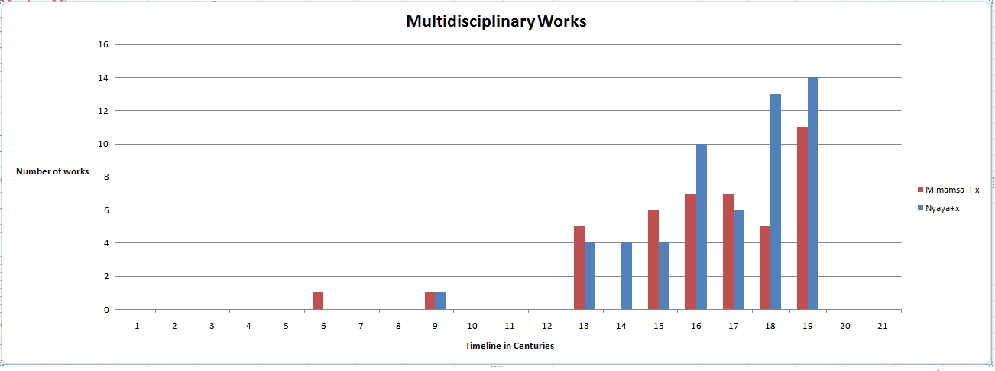 Multidisciplinary Works
16
14
12
10
8
6
4
2
0
Number of works
1 2 3 4 5 6 7 8 9 10 11 12 13 14 15 16 17 18 19 20 21
Timeline in Centuries
Mimamsa + x
Nyaya+x